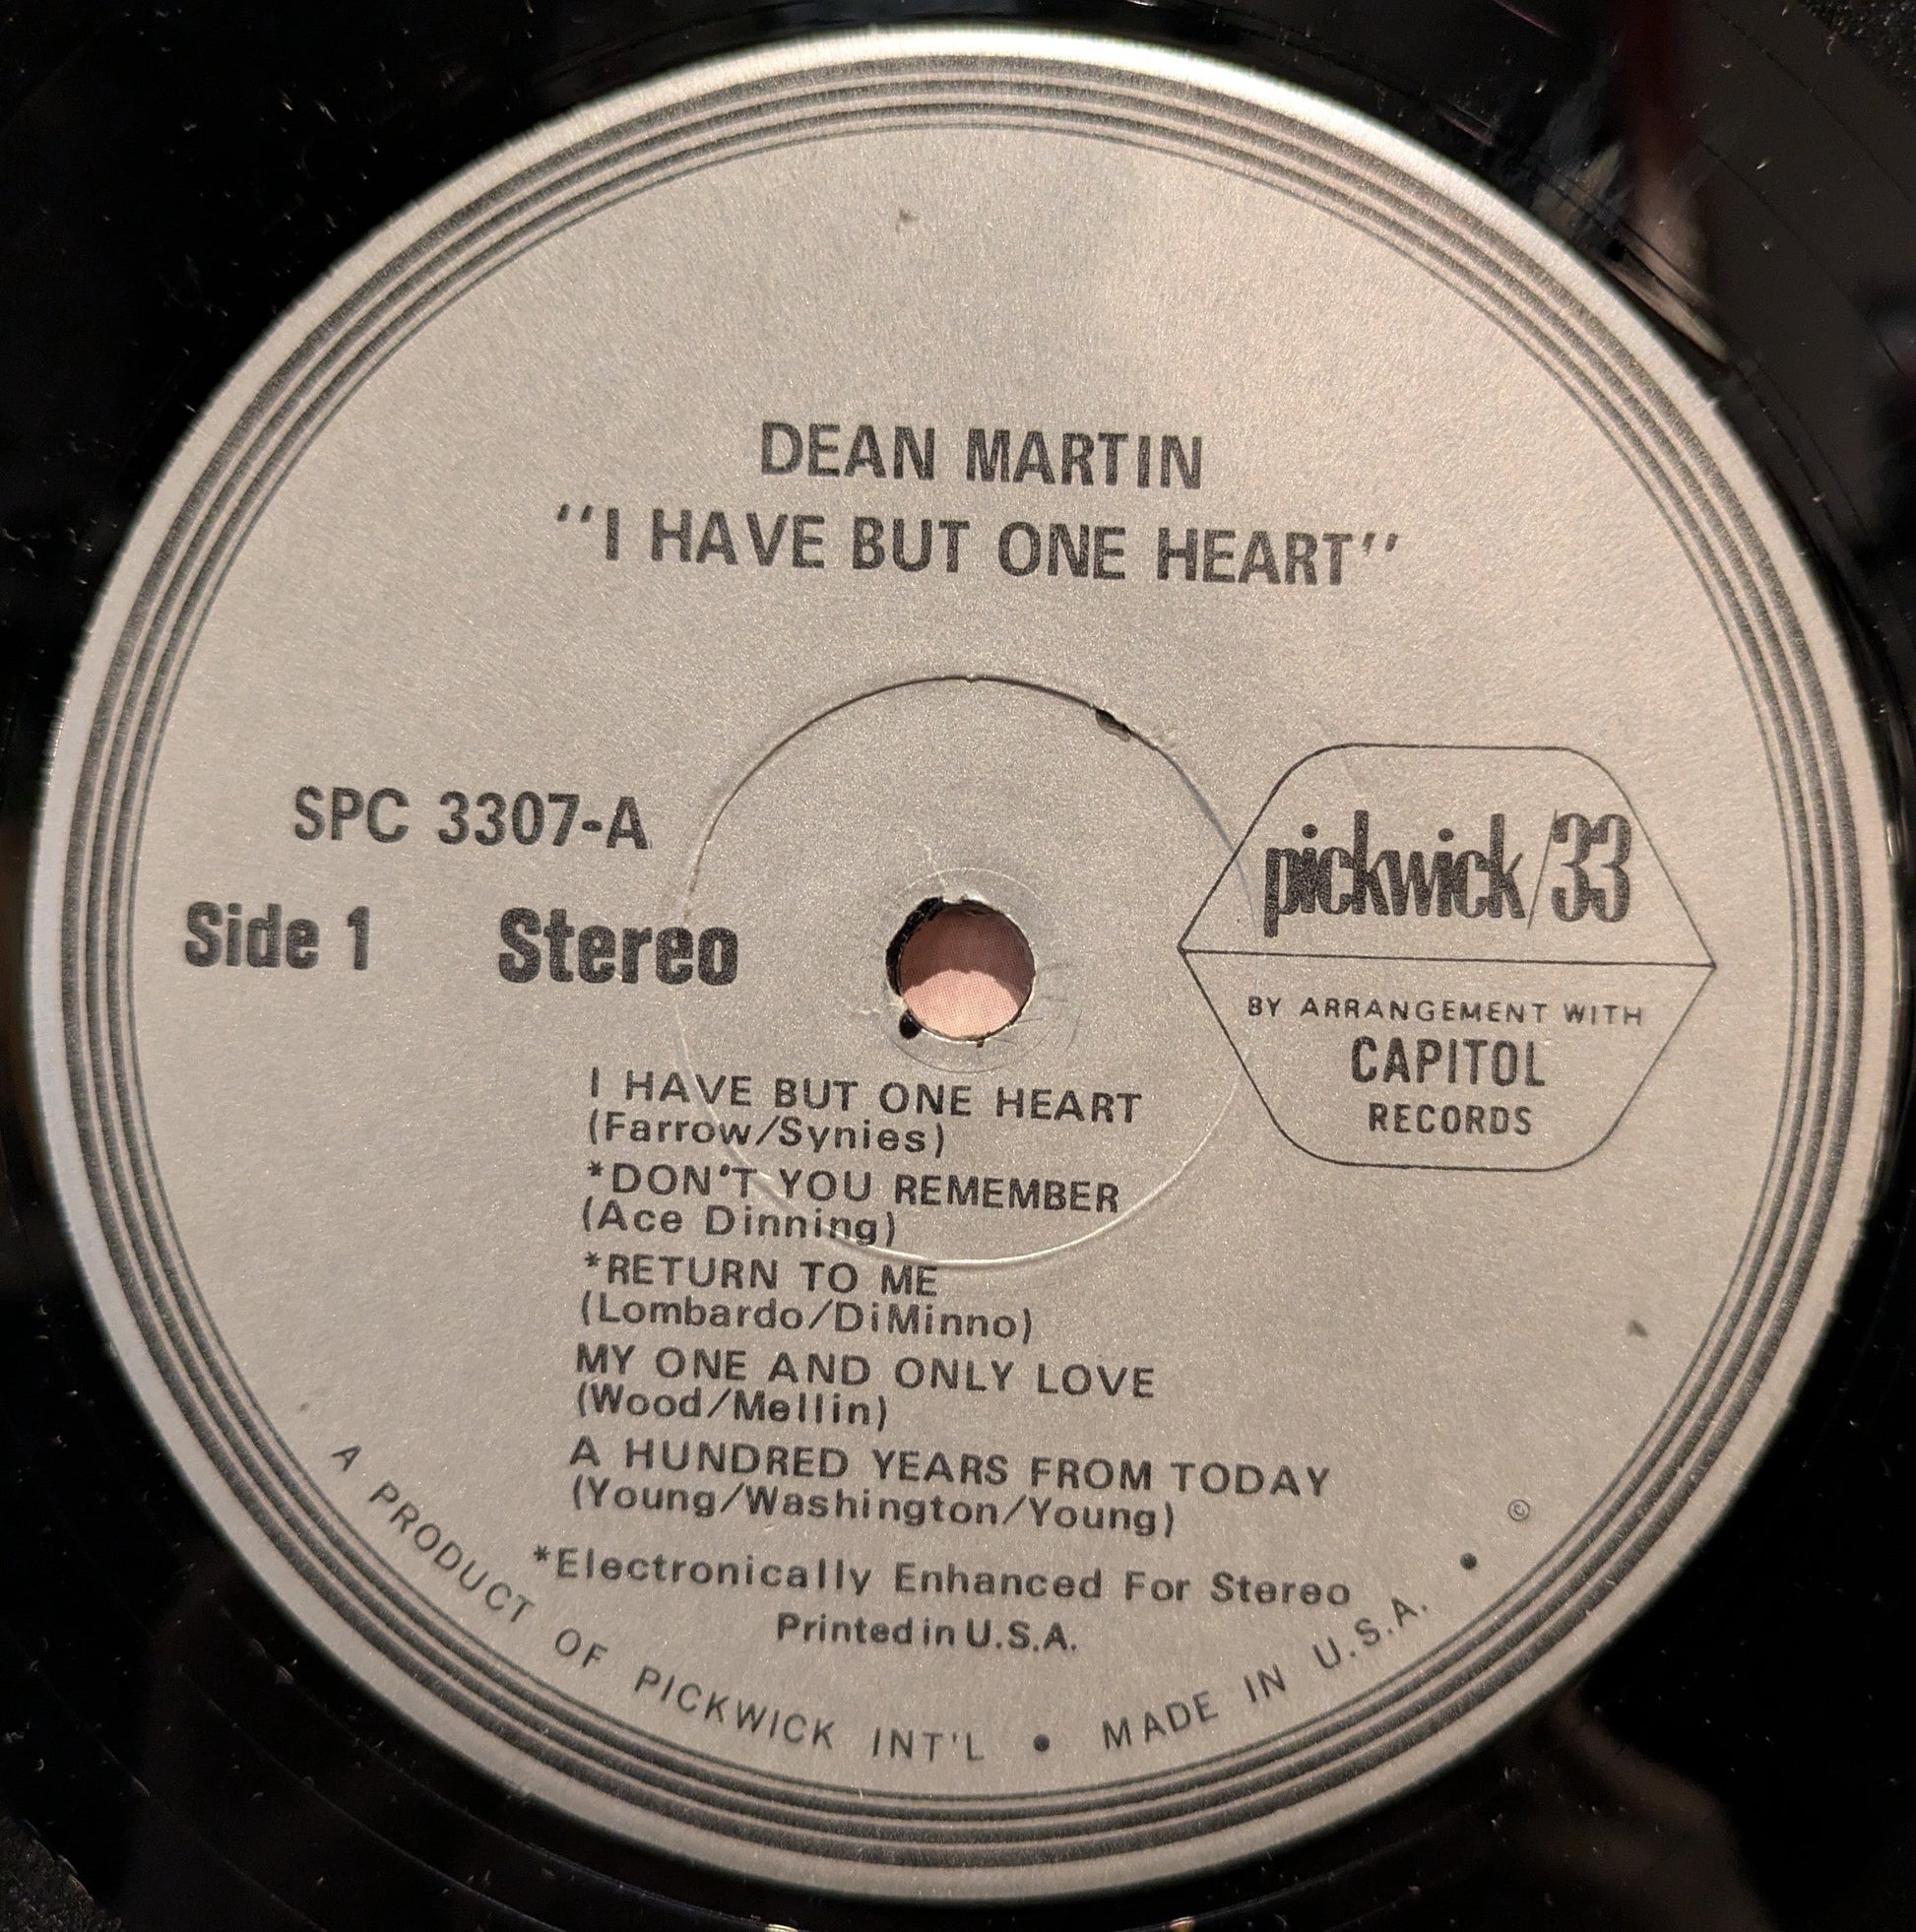 DEAN MARTIN
"I HAVE BUT ONE HEART"
SPC 3307-A
Side 1 Stereo
pickwick/33
BY ARRANGEMENT WITH
CAPITOL
RECORDS
I HAVE BUT ONE HEART
(Farrow/Synies)
*DON'T YOU REMEMBER
(Ace Dinning)
*RETURN TO ME
(Lombardo/DiMinno)
MY ONE AND ONLY LOVE
(Wood/Mellin)
A HUNDRED YEARS FROM TODAY
(Young/Washington/Young)
*Electronically Enhanced For Stereo
Printed in U.S.A.
A PRODUCT OF PICKWICK INT'L • MADE IN U.S.A. • ©